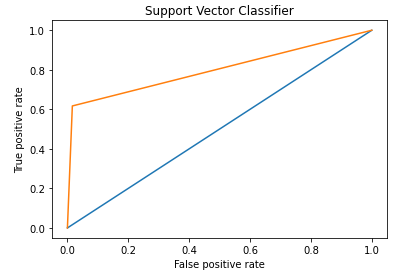 Support Vector Classifier
True positive rate
1.0
0.8
0.6
0.4
0.2
0.0
0.0 0.2 0.4 0.6 0.8 1.0
False positive rate